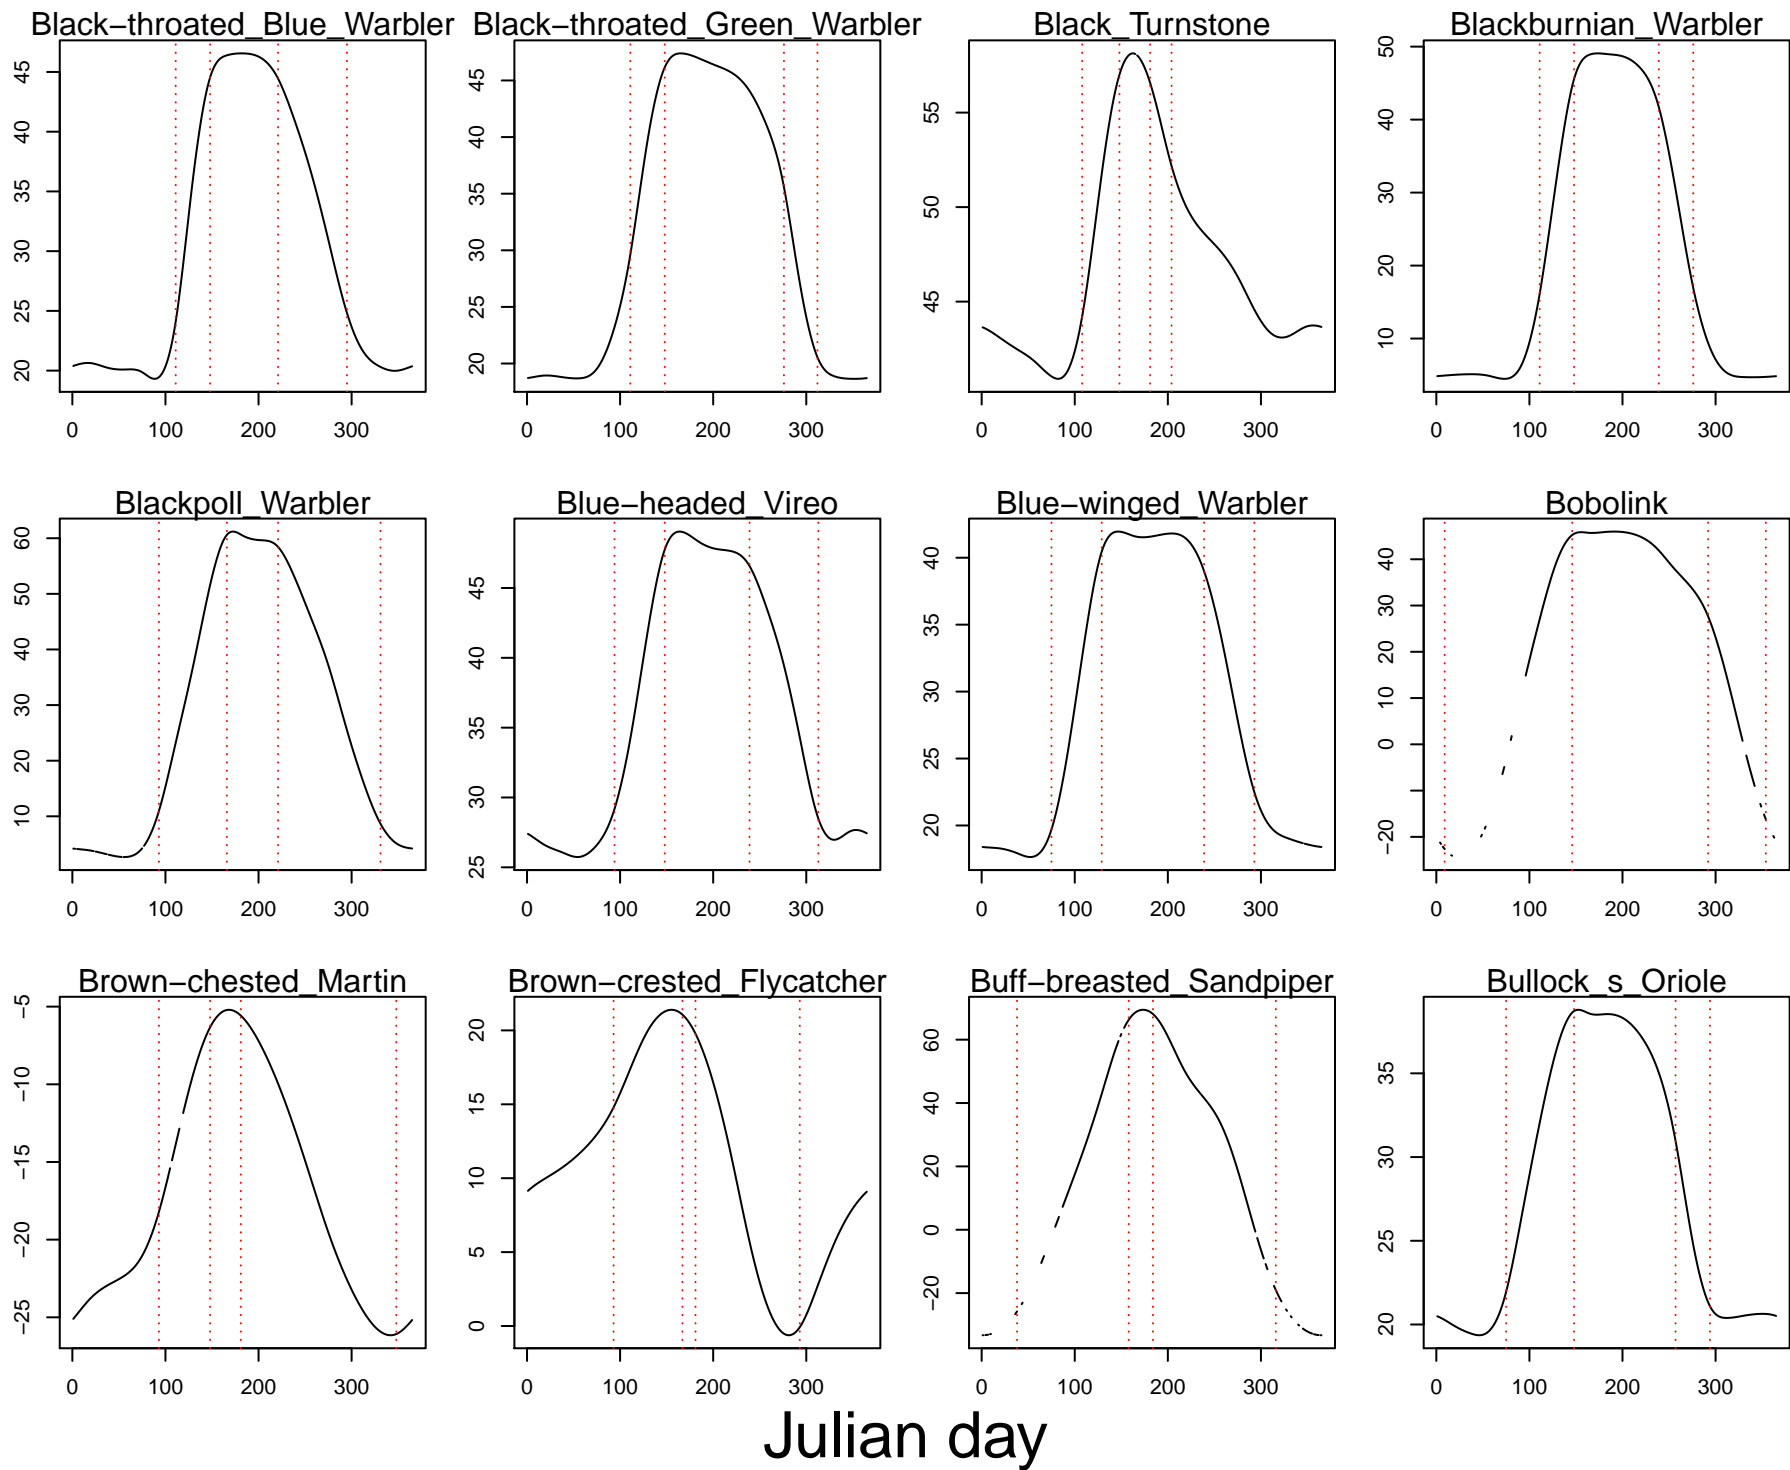 Black−throated_Blue_Warbler
45
40
35
30
25
20
0 100 200 300
Black−throated_Green_Warbler
45
40
35
30
25
20
0 100 200 300
Black_Turnstone
55
50
45
0 100 200 300
Blackburnian_Warbler
50
40
30
20
10
0 100 200 300
Blackpoll_Warbler
60
50
40
30
20
10
0 100 200 300
Blue−headed_Vireo
45
40
35
30
25
0 100 200 300
Blue−winged_Warbler
40
35
30
25
20
0 100 200 300
Bobolink
40
30
20
10
0
−20
0 100 200 300
Brown−chested_Martin
−5
−10
−15
−20
−25
0 100 200 300
Brown−crested_Flycatcher
20
15
10
5
0
0 100 200 300
Buff−breasted_Sandpiper
60
40
20
0
−20
0 100 200 300
Bullock_s_Oriole
35
30
25
20
0 100 200 300
Julian day